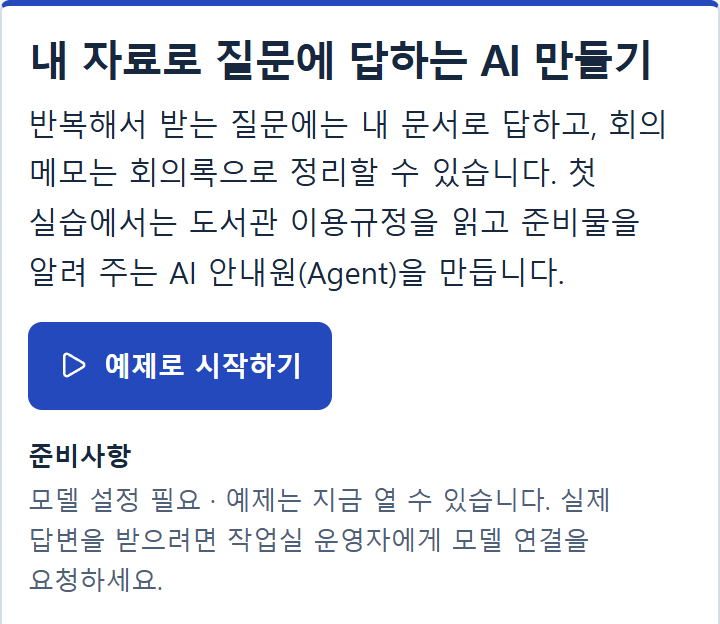 내 자료로 질문에 답하는 AI 만들기
반복해서 받는 질문에는 내 문서로 답하고, 회의
메모는 회의록으로 정리할 수 있습니다. 첫
실습에서는 도서관 이용규정을 읽고 준비물을
알려 주는 AI 안내원(Agent)을 만듭니다.
예제로 시작하기
준비사항
모델 설정 필요 · 예제는 지금 열 수 있습니다. 실제
답변을 받으려면 작업실 운영자에게 모델 연결을
요청하세요.